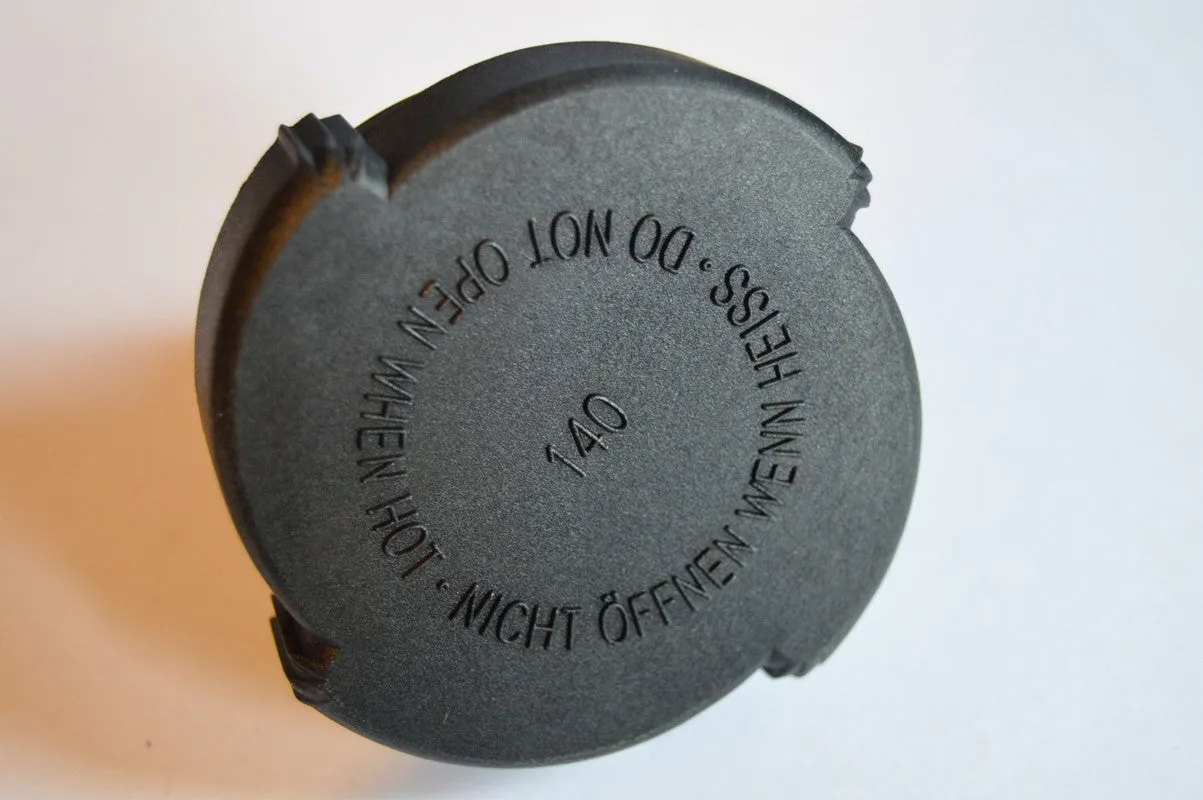 DO NOT OPEN WHEN HOT · NICHT ÖFFNEN WENN HEISS ·
140